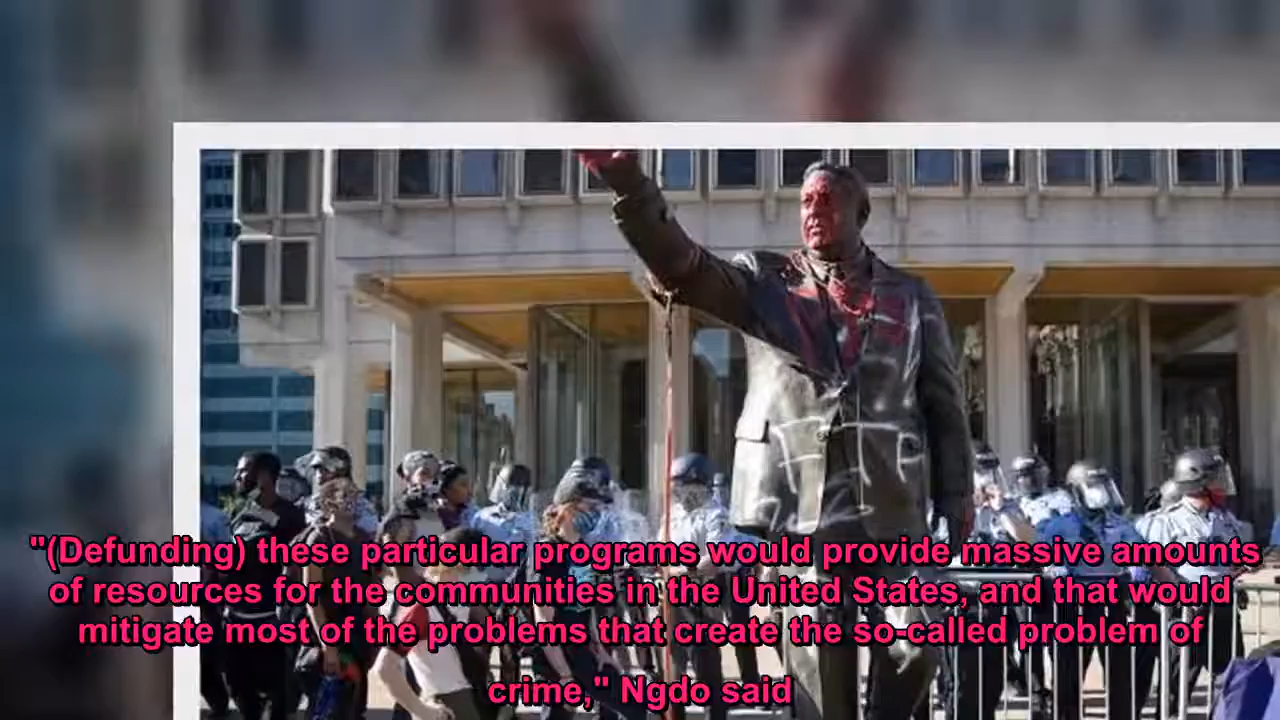 FTP
"(Defunding) these particular programs would provide massive amounts
of resources for the communities in the United States, and that would
mitigate most of the problems that create the so-called problem of
crime," Ngdo said